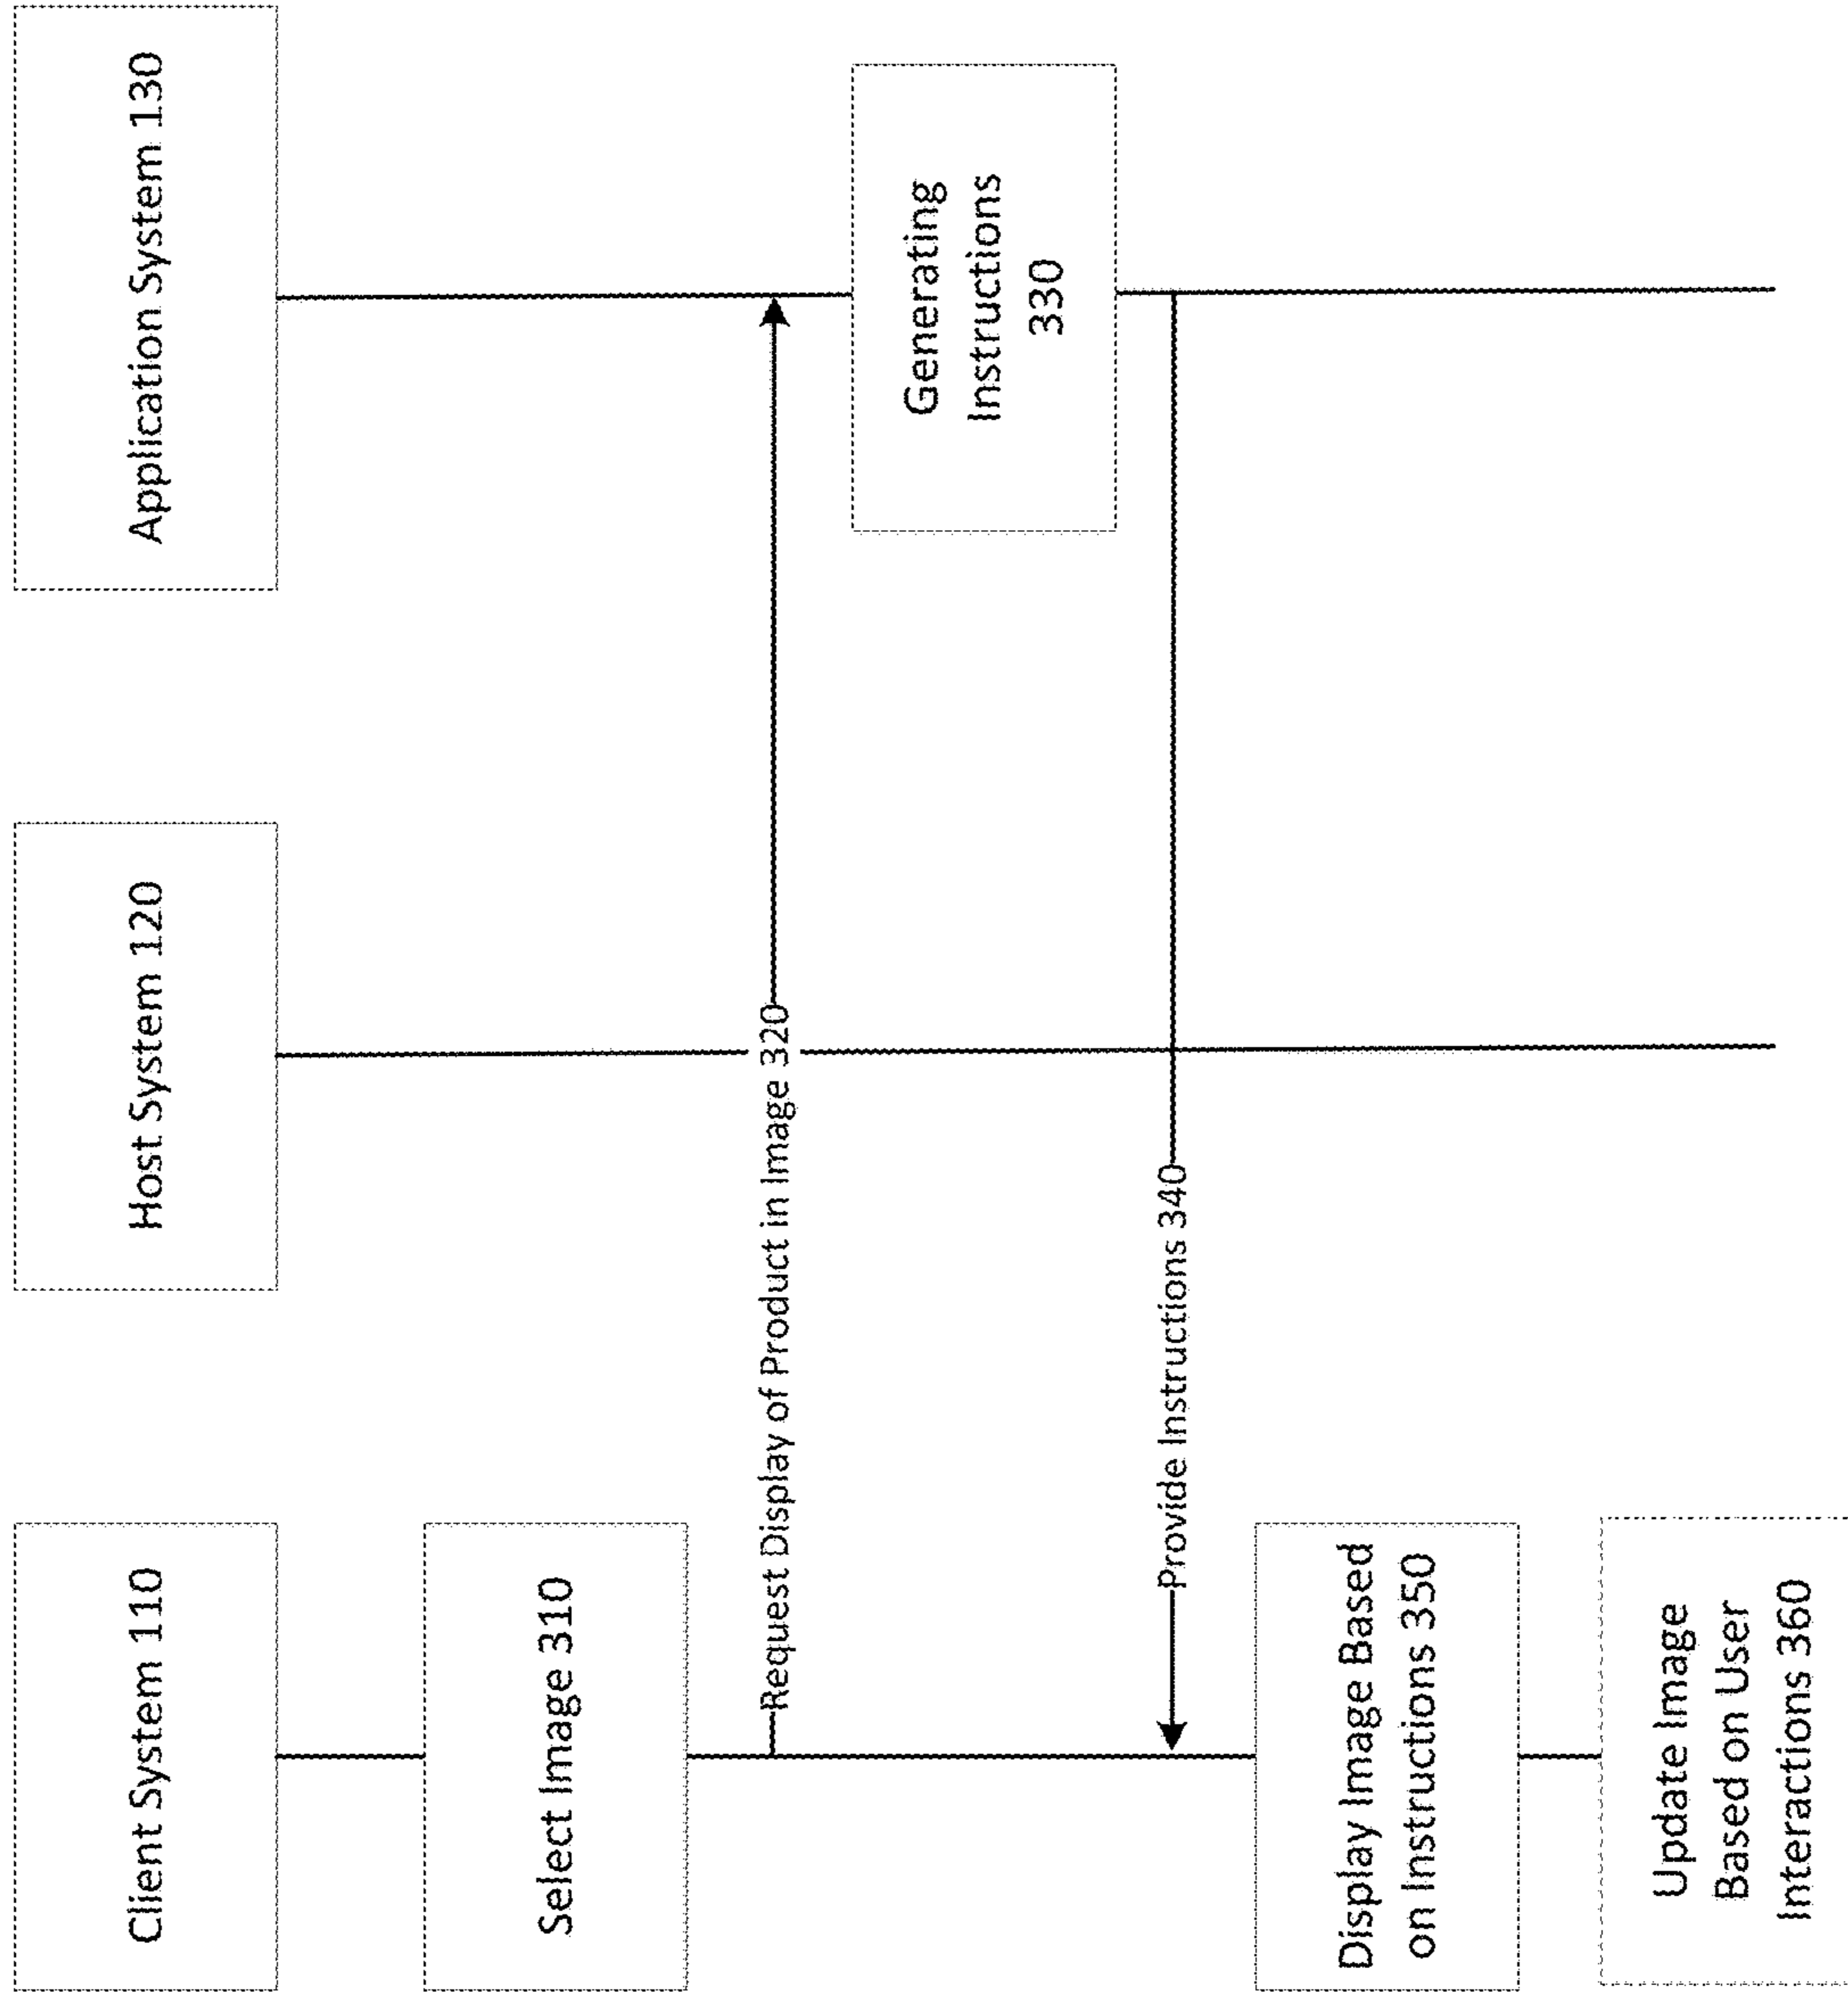 Client System 110
Host System 120
Application System 130
Select Image 310
Request Display of Product in Image 320
Generating
Instructions
330
Provide Instructions 340
Display Image Based
on Instructions 350
Update Image
Based on User
Interactions 360